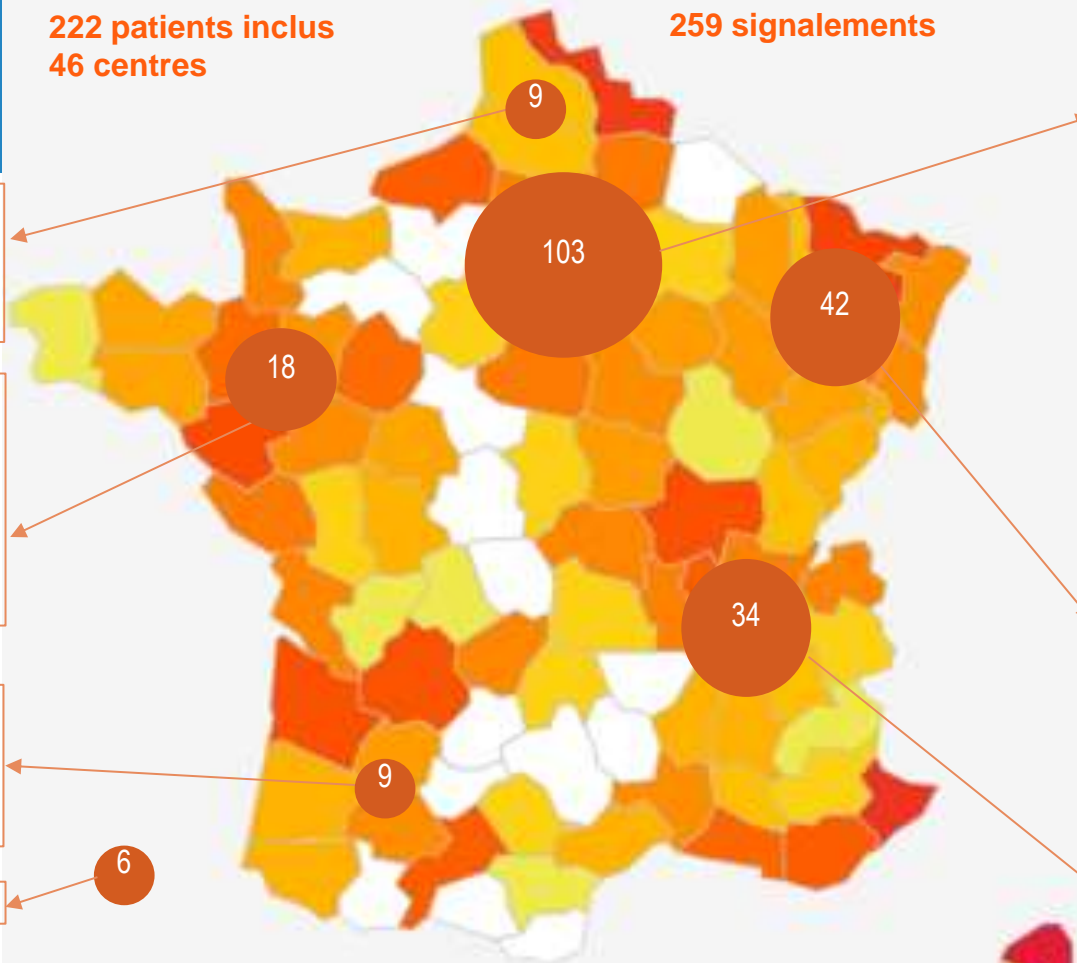 222 patients inclus
46 centres
259 signalements
9
103
42
18
34
9
6